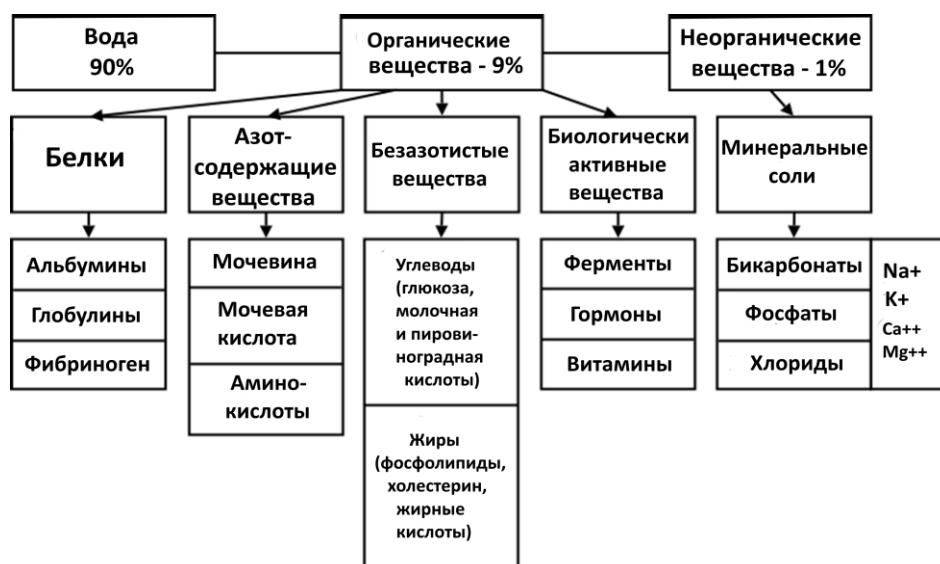 Вода
90%
Органические
вещества - 9%
Неорганические
вещества - 1%
Белки
Азот-
содержащие
вещества
Безазотистые
вещества
Биологически
активные
вещества
Минеральные
соли
Альбумины
Глобулины
Фибриноген
Мочевина
Мочевая
кислота
Амино-
кислоты
Углеводы
(глюкоза,
молочная
и пирови-
ноградная
кислоты)
Жиры
(фосфолипиды,
холестерин,
жирные
кислоты)
Ферменты
Гормоны
Витамины
Бикарбонаты
Фосфаты
Хлориды
Na+
K+
Ca++
Mg++